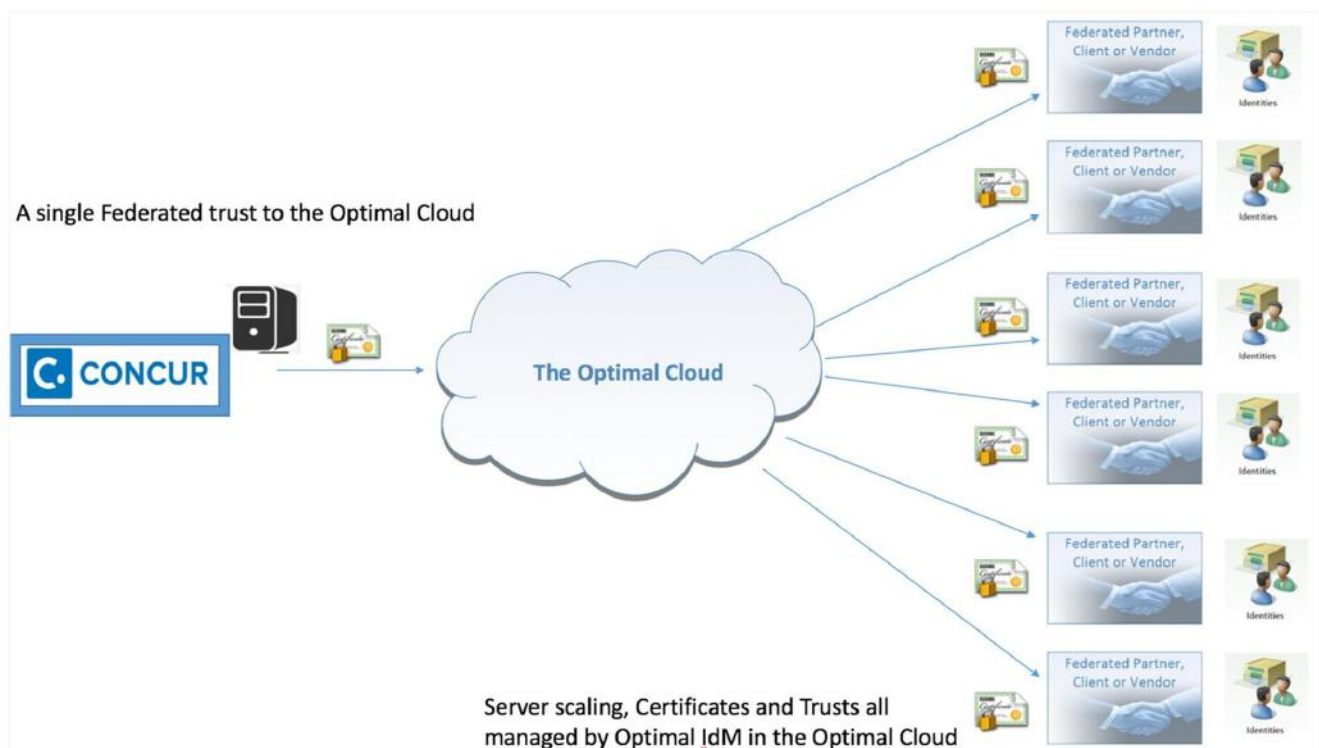 Federated Partner,
Client or Vendor
Identities
Federated Partner,
Client or Vendor
Identities
A single Federated trust to the Optimal Cloud
Federated Partner,
Client or Vendor
Identities
SECURE
Certificate
C. CONCUR
The Optimal Cloud
Federated Partner,
Client or Vendor
Identities
Federated Partner,
Client or Vendor
Identities
Federated Partner,
Client or Vendor
Identities
Server scaling, Certificates and Trusts all
managed by Optimal IdM in the Optimal Cloud